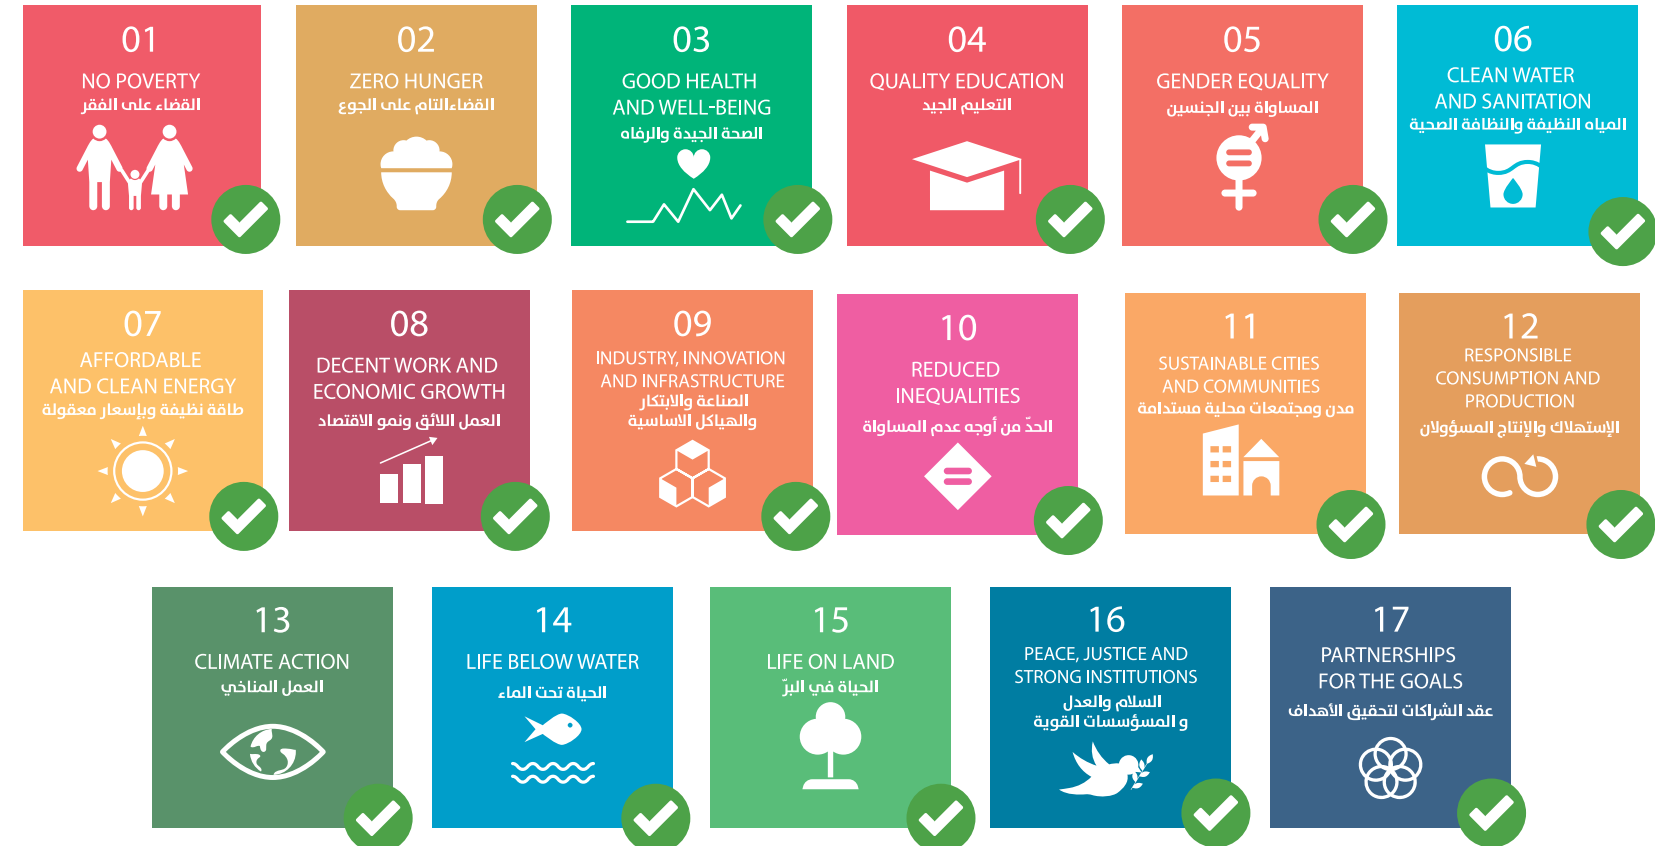 01
NO POVERTY
القضاء على الفقر
02
ZERO HUNGER
القضاءالتام على الجوع
03
GOOD HEALTH
AND WELL-BEING
الصحة الجيدة والرفاه
04
QUALITY EDUCATION
التعليم الجيد
05
GENDER EQUALITY
المساواة بين الجنسين
06
CLEAN WATER
AND SANITATION
المياه النظيفة والنظافة الصحية
07
AFFORDABLE
AND CLEAN ENERGY
طاقة نظيفة وبإسعار معقولة
08
DECENT WORK AND
ECONOMIC GROWTH
العمل اللائق ونمو الاقتصاد
09
INDUSTRY, INNOVATION
AND INFRASTRUCTURE
الصناعة والابتكار
والهياكل الاساسية
10
REDUCED
INEQUALITIES
الحدّ من أوجه عدم المساواة
11
SUSTAINABLE CITIES
AND COMMUNITIES
مدن ومجتمعات محلية مستدامة
12
RESPONSIBLE
CONSUMPTION AND
PRODUCTION
الإستهلاك والإنتاج المسؤولان
13
CLIMATE ACTION
العمل المناخي
14
LIFE BELOW WATER
الحياة تحت الماء
15
LIFE ON LAND
الحياة في البرّ
16
PEACE, JUSTICE AND
STRONG INSTITUTIONS
السلام والعدل
و المسؤسسات القوية
17
PARTNERSHIPS
FOR THE GOALS
عقد الشراكات لتحقيق الأهداف